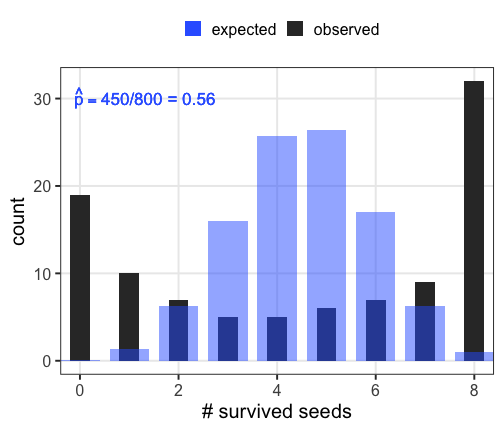 expected observed
p̂ = 450/800 = 0.56
30
20
10
0
count
0 2 4 6 8
# survived seeds